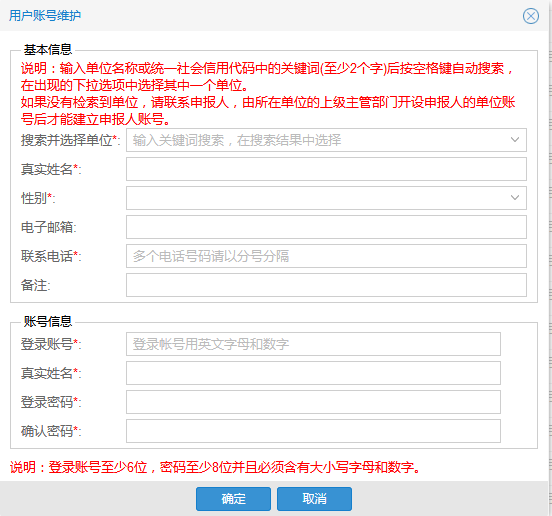 用户账号维护
基本信息
说明：输入单位名称或统一社会信用代码中的关键词(至少2个字)后按空格键自动搜索，
在出现的下拉选项中选择其中一个单位。
如果没有检索到单位，请联系申报人，由所在单位的上级主管部门开设申报人的单位账
号后才能建立申报人账号。
搜索并选择单位*: 输入关键词搜索，在搜索结果中选择
真实姓名*:
性别*:
电子邮箱:
联系电话*: 多个电话号码请以分号分隔
备注:
账号信息
登录账号*: 登录帐号用英文字母和数字
真实姓名*:
登录密码*:
确认密码*:
说明：登录账号至少6位，密码至少8位并且必须含有大小写字母和数字。
确定 取消